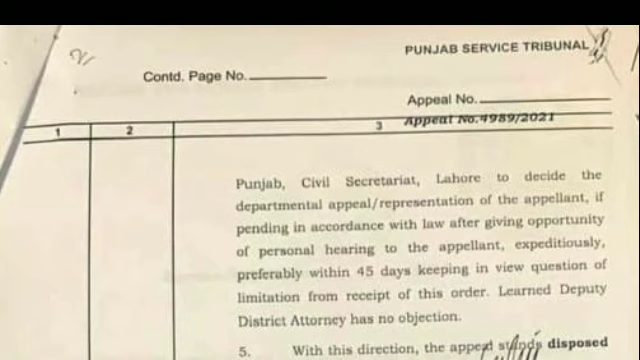 PUNJAB SERVICE TRIBUNAL
Contd. Page No.
Appeal No.
Appeal No.4989/2021
1 2 3
Punjab, Civil Secretariat, Lahore to decide the
departmental appeal/representation of the appellant, if
pending in accordance with law after giving opportunity
of personal hearing to the appellant, expeditiously,
preferably within 45 days keeping in view question of
limitation from receipt of this order. Learned Deputy
District Attorney has no objection.
5. With this direction, the appeal stands disposed